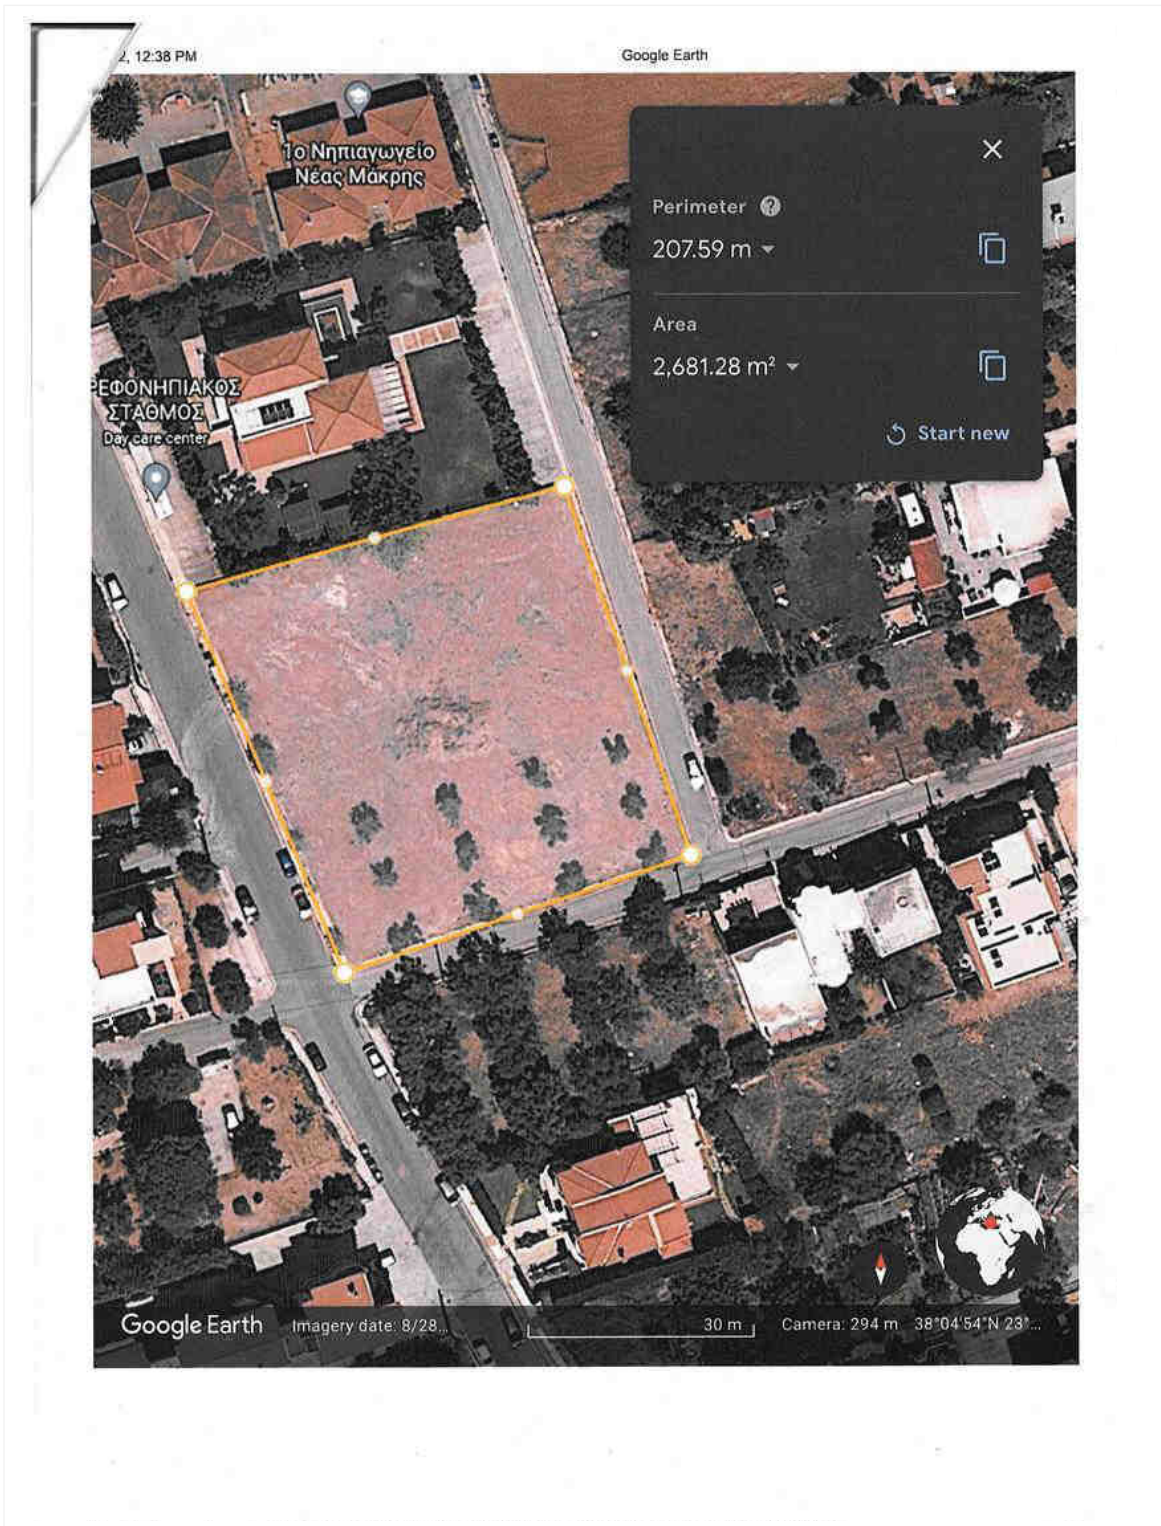 2, 12:38 PM
Google Earth
1ο Νηπιαγωγείο
Νέας Μάκρης
Perimeter
207.59 m
Area
2,681.28 m²
Start new
ΡΕΦΟΝΗΠΙΑΚΟΣ
ΣΤΑΘΜΟΣ
Day care center
Google Earth
Imagery date: 8/28...
30 m
Camera: 294 m
38°04'54"N 23°...